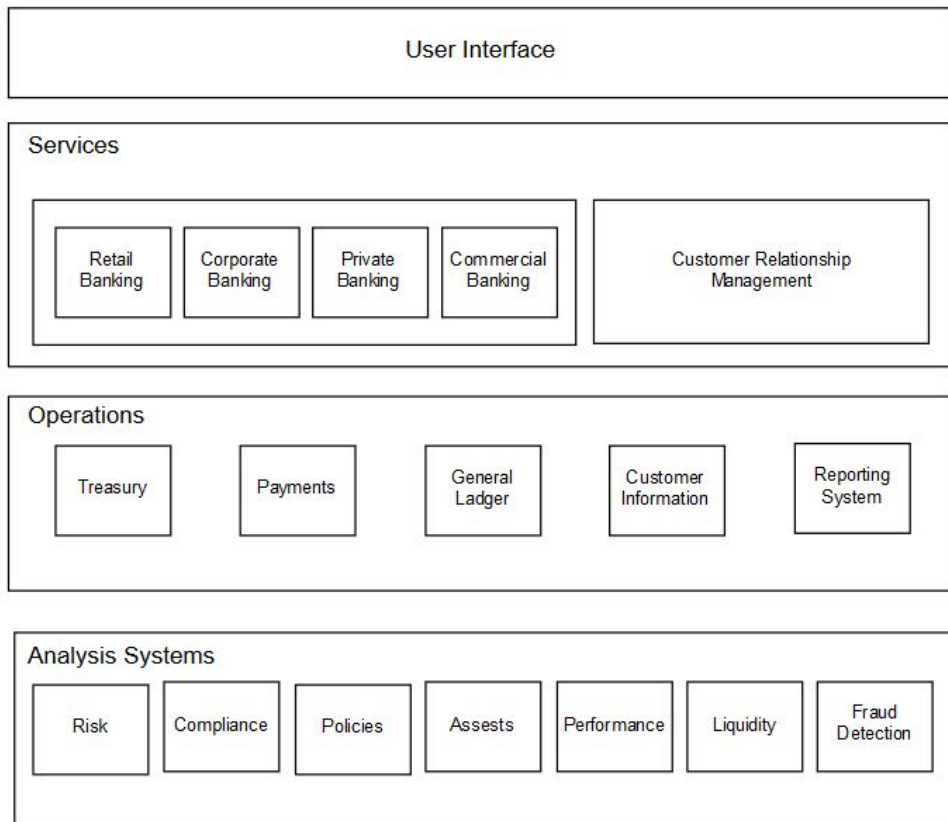 User Interface
Services
Retail
Banking
Corporate
Banking
Private
Banking
Commercial
Banking
Customer Relationship
Management
Operations
Treasury
Payments
General
Ledger
Customer
Information
Reporting
System
Analysis Systems
Risk
Compliance
Policies
Assests
Performance
Liquidity
Fraud
Detection